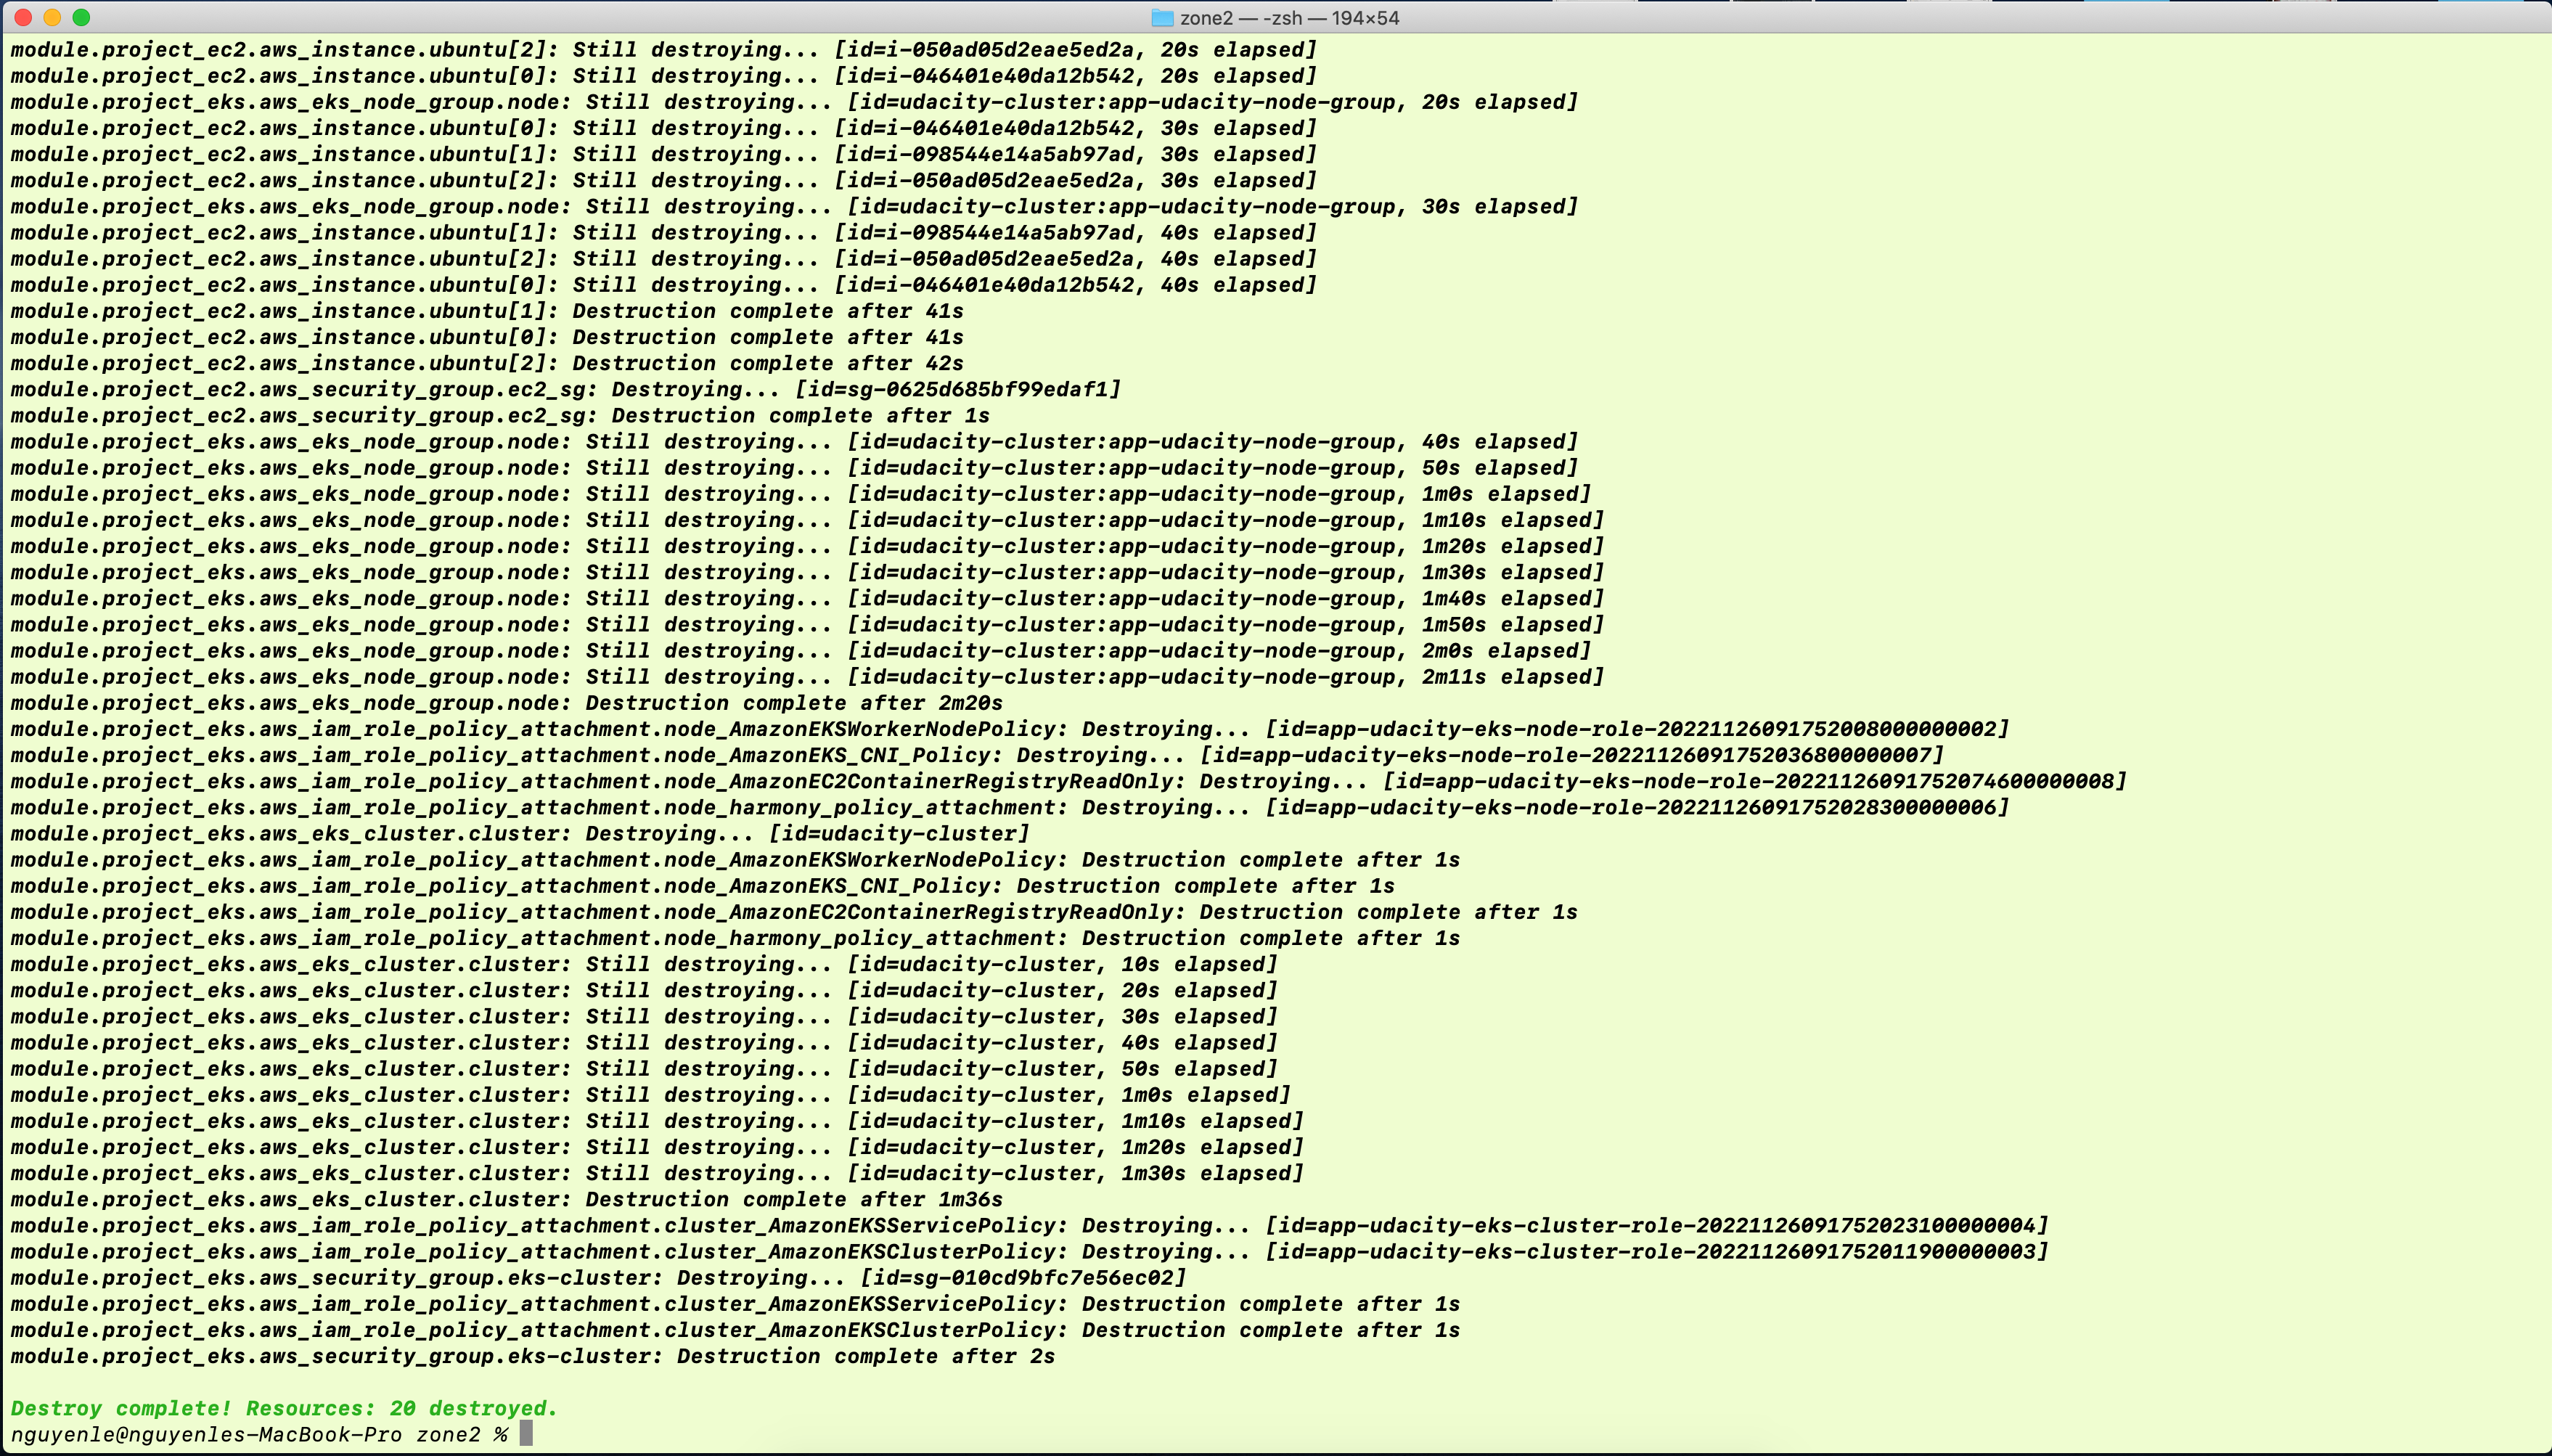 zone2 — -zsh — 194×54
module.project_ec2.aws_instance.ubuntu[2]: Still destroying... [id=i-050ad05d2eae5ed2a, 20s elapsed]
module.project_ec2.aws_instance.ubuntu[0]: Still destroying... [id=i-046401e40da12b542, 20s elapsed]
module.project_eks.aws_eks_node_group.node: Still destroying... [id=udacity-cluster:app-udacity-node-group, 20s elapsed]
module.project_ec2.aws_instance.ubuntu[0]: Still destroying... [id=i-046401e40da12b542, 30s elapsed]
module.project_ec2.aws_instance.ubuntu[1]: Still destroying... [id=i-098544e14a5ab97ad, 30s elapsed]
module.project_ec2.aws_instance.ubuntu[2]: Still destroying... [id=i-050ad05d2eae5ed2a, 30s elapsed]
module.project_eks.aws_eks_node_group.node: Still destroying... [id=udacity-cluster:app-udacity-node-group, 30s elapsed]
module.project_ec2.aws_instance.ubuntu[1]: Still destroying... [id=i-098544e14a5ab97ad, 40s elapsed]
module.project_ec2.aws_instance.ubuntu[2]: Still destroying... [id=i-050ad05d2eae5ed2a, 40s elapsed]
module.project_ec2.aws_instance.ubuntu[0]: Still destroying... [id=i-046401e40da12b542, 40s elapsed]
module.project_ec2.aws_instance.ubuntu[1]: Destruction complete after 41s
module.project_ec2.aws_instance.ubuntu[0]: Destruction complete after 41s
module.project_ec2.aws_instance.ubuntu[2]: Destruction complete after 42s
module.project_ec2.aws_security_group.ec2_sg: Destroying... [id=sg-0625d685bf99edaf1]
module.project_ec2.aws_security_group.ec2_sg: Destruction complete after 1s
module.project_eks.aws_eks_node_group.node: Still destroying... [id=udacity-cluster:app-udacity-node-group, 40s elapsed]
module.project_eks.aws_eks_node_group.node: Still destroying... [id=udacity-cluster:app-udacity-node-group, 50s elapsed]
module.project_eks.aws_eks_node_group.node: Still destroying... [id=udacity-cluster:app-udacity-node-group, 1m0s elapsed]
module.project_eks.aws_eks_node_group.node: Still destroying... [id=udacity-cluster:app-udacity-node-group, 1m10s elapsed]
module.project_eks.aws_eks_node_group.node: Still destroying... [id=udacity-cluster:app-udacity-node-group, 1m20s elapsed]
module.project_eks.aws_eks_node_group.node: Still destroying... [id=udacity-cluster:app-udacity-node-group, 1m30s elapsed]
module.project_eks.aws_eks_node_group.node: Still destroying... [id=udacity-cluster:app-udacity-node-group, 1m40s elapsed]
module.project_eks.aws_eks_node_group.node: Still destroying... [id=udacity-cluster:app-udacity-node-group, 1m50s elapsed]
module.project_eks.aws_eks_node_group.node: Still destroying... [id=udacity-cluster:app-udacity-node-group, 2m0s elapsed]
module.project_eks.aws_eks_node_group.node: Still destroying... [id=udacity-cluster:app-udacity-node-group, 2m11s elapsed]
module.project_eks.aws_eks_node_group.node: Destruction complete after 2m20s
module.project_eks.aws_iam_role_policy_attachment.node_AmazonEKSWorkerNodePolicy: Destroying... [id=app-udacity-eks-node-role-20221126091752008000000002]
module.project_eks.aws_iam_role_policy_attachment.node_AmazonEKS_CNI_Policy: Destroying... [id=app-udacity-eks-node-role-20221126091752036800000007]
module.project_eks.aws_iam_role_policy_attachment.node_AmazonEC2ContainerRegistryReadOnly: Destroying... [id=app-udacity-eks-node-role-20221126091752074600000008]
module.project_eks.aws_iam_role_policy_attachment.node_harmony_policy_attachment: Destroying... [id=app-udacity-eks-node-role-20221126091752028300000006]
module.project_eks.aws_eks_cluster.cluster: Destroying... [id=udacity-cluster]
module.project_eks.aws_iam_role_policy_attachment.node_AmazonEKSWorkerNodePolicy: Destruction complete after 1s
module.project_eks.aws_iam_role_policy_attachment.node_AmazonEKS_CNI_Policy: Destruction complete after 1s
module.project_eks.aws_iam_role_policy_attachment.node_AmazonEC2ContainerRegistryReadOnly: Destruction complete after 1s
module.project_eks.aws_iam_role_policy_attachment.node_harmony_policy_attachment: Destruction complete after 1s
module.project_eks.aws_eks_cluster.cluster: Still destroying... [id=udacity-cluster, 10s elapsed]
module.project_eks.aws_eks_cluster.cluster: Still destroying... [id=udacity-cluster, 20s elapsed]
module.project_eks.aws_eks_cluster.cluster: Still destroying... [id=udacity-cluster, 30s elapsed]
module.project_eks.aws_eks_cluster.cluster: Still destroying... [id=udacity-cluster, 40s elapsed]
module.project_eks.aws_eks_cluster.cluster: Still destroying... [id=udacity-cluster, 50s elapsed]
module.project_eks.aws_eks_cluster.cluster: Still destroying... [id=udacity-cluster, 1m0s elapsed]
module.project_eks.aws_eks_cluster.cluster: Still destroying... [id=udacity-cluster, 1m10s elapsed]
module.project_eks.aws_eks_cluster.cluster: Still destroying... [id=udacity-cluster, 1m20s elapsed]
module.project_eks.aws_eks_cluster.cluster: Still destroying... [id=udacity-cluster, 1m30s elapsed]
module.project_eks.aws_eks_cluster.cluster: Destruction complete after 1m36s
module.project_eks.aws_iam_role_policy_attachment.cluster_AmazonEKSServicePolicy: Destroying... [id=app-udacity-eks-cluster-role-20221126091752023100000004]
module.project_eks.aws_iam_role_policy_attachment.cluster_AmazonEKSClusterPolicy: Destroying... [id=app-udacity-eks-cluster-role-20221126091752011900000003]
module.project_eks.aws_security_group.eks-cluster: Destroying... [id=sg-010cd9bfc7e56ec02]
module.project_eks.aws_iam_role_policy_attachment.cluster_AmazonEKSServicePolicy: Destruction complete after 1s
module.project_eks.aws_iam_role_policy_attachment.cluster_AmazonEKSClusterPolicy: Destruction complete after 1s
module.project_eks.aws_security_group.eks-cluster: Destruction complete after 2s
Destroy complete! Resources: 20 destroyed.
nguyenle@nguyenles-MacBook-Pro zone2 %